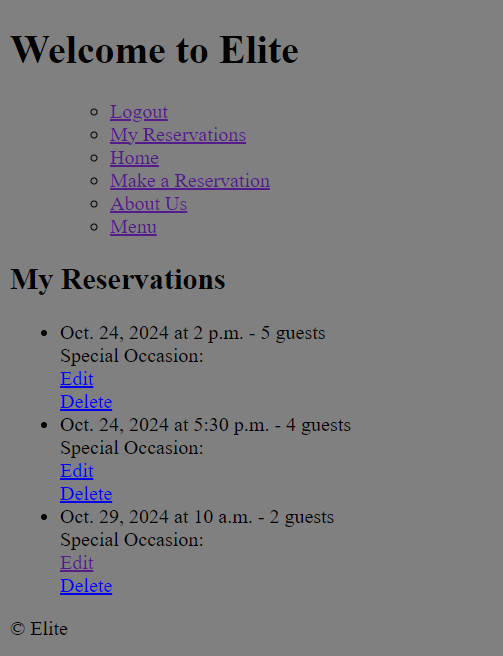 Welcome to Elite
Logout
My Reservations
Home
Make a Reservation
About Us
Menu
My Reservations
Oct. 24, 2024 at 2 p.m. - 5 guests
Special Occasion:
Edit
Delete
Oct. 24, 2024 at 5:30 p.m. - 4 guests
Special Occasion:
Edit
Delete
Oct. 29, 2024 at 10 a.m. - 2 guests
Special Occasion:
Edit
Delete
© Elite